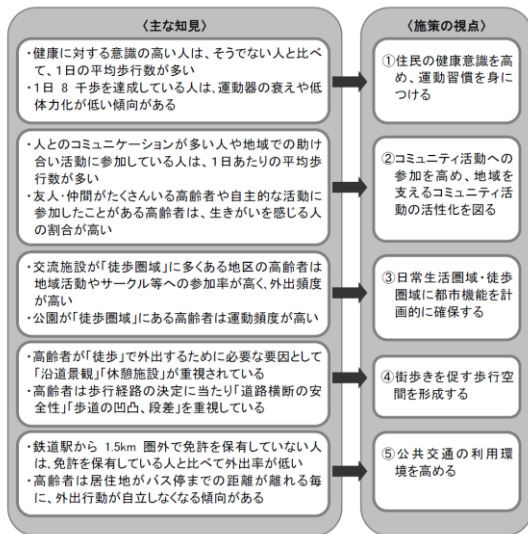 〈主な知見〉
・健康に対する意識の高い人は、そうでない人と比べ
て、1日の平均歩行数が多い
・1日 8 千歩を達成している人は、運動器の衰えや低
体力化が低い傾向がある
・人とのコミュニケーションが多い人や地域での助け
合い活動に参加している人は、1日あたりの平均歩
行数が多い
・友人・仲間がたくさんいる高齢者や自主的な活動に
参加したことがある高齢者は、生きがいを感じる人
の割合が高い
・交流施設が「徒歩圏域」に多くある地区の高齢者は
地域活動やサークル等への参加率が高く、外出頻度
が高い
・公園が「徒歩圏域」にある高齢者は運動頻度が高い
・高齢者が「徒歩」で外出するために必要な要因として
「沿道景観」「休憩施設」が重視されている
・高齢者は歩行経路の決定に当たり「道路横断の安
全性」「歩道の凹凸、段差」を重視している
・鉄道駅から 1.5km 圏外で免許を保有していない人
は、免許を保有している人と比べて外出率が低い
・高齢者は居住地がバス停までの距離が離れる毎
に、外出行動が自立しなくなる傾向がある
〈施策の視点〉
①住民の健康意識を高
め、運動習慣を身に
つける
②コミュニティ活動への
参加を高め、地域を
支えるコミュニティ活
動の活性化を図る
③日常生活圏域・徒歩
圏域に都市機能を計
画的に確保する
④街歩きを促す歩行空
間を形成する
⑤公共交通の利用環
境を高める